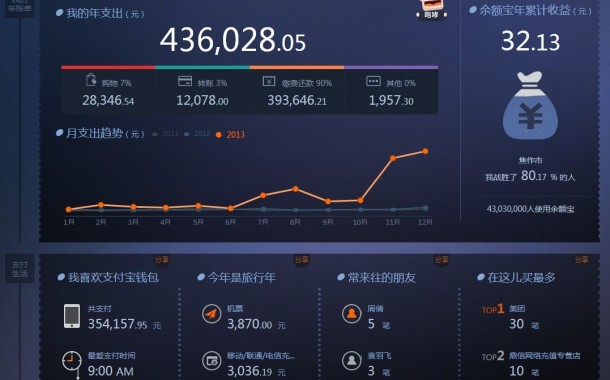 年账单
我的年支出（元）
436,028.05
购物 7%
28,346.54
转账 3%
12,078.00
缴费还款 90%
393,646.21
其他 0%
1,957.30
月支出趋势（元）
2011
2012
2013
1月
2月
3月
4月
5月
6月
7月
8月
9月
10月
11月
12月
余额宝年累计收益（元）
32.13
焦作市
我战胜了 80.17 % 的人
43,030,000人使用余额宝
支付
生活
分享
我喜欢支付宝钱包
共支付
354,157.95 元
最爱支付时间
9:00 AM
分享
今年是旅行年
机票
3,870.00 元
移动/联通/电信充...
3,036.19 元
分享
常来往的朋友
周倩
5 笔
袁羽飞
3 笔
分享
在这儿买最多
TOP1 美团
30 笔
TOP2 鼎信网络充值专营店
10 笔